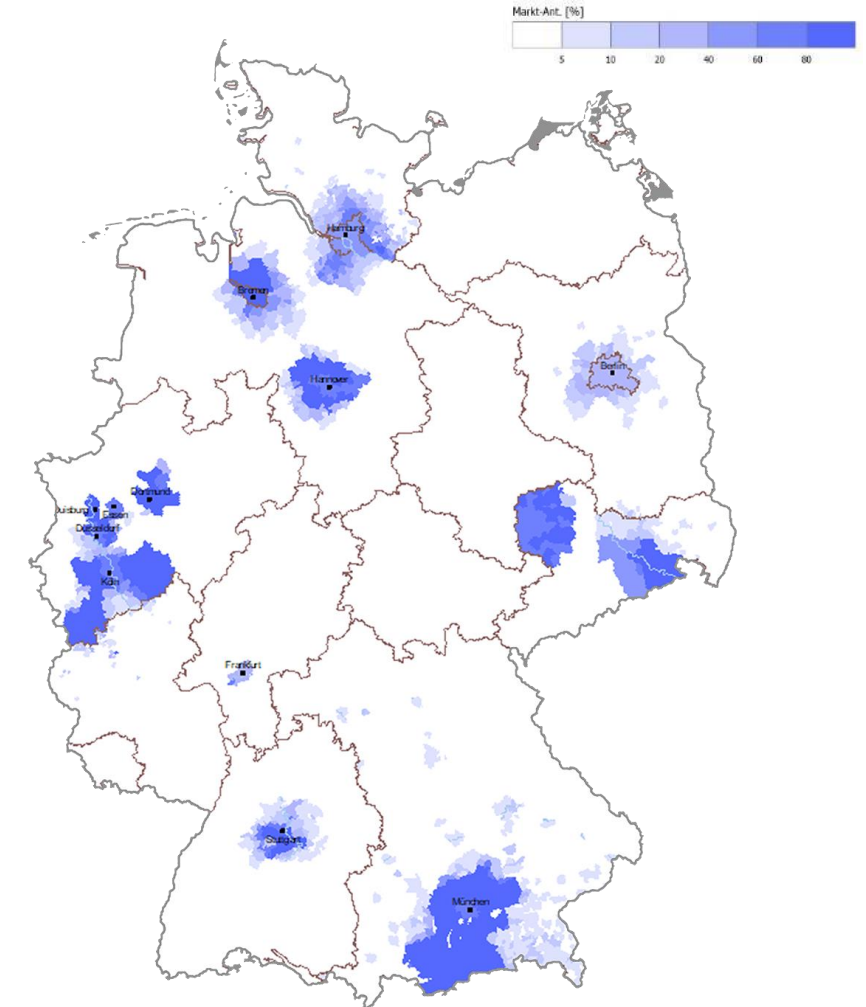 Markt-Ant. [%]
5 10 20 40 60 80
Hamburg
Bremen
Hannover
Berlin
Dortmund
Duisburg
Essen
Düsseldorf
Köln
Frankfurt
Stuttgart
München